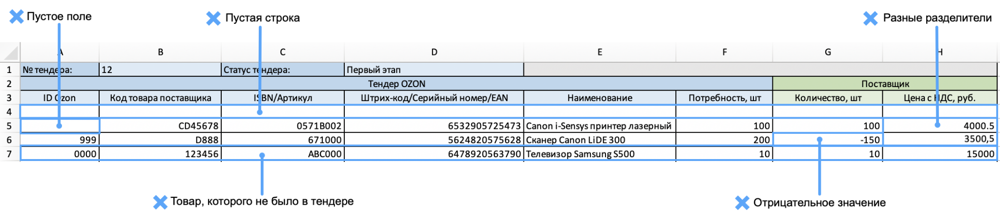 Пустое поле
Пустая строка
Разные разделители
A B C D E F G H
1 № тендера: 12 Статус тендера: Первый этап
2 Тендер OZON Поставщик
3 ID Ozon Код товара поставщика ISBN/Артикул Штрих-код/Серийный номер/EAN Наименование Потребность, шт Количество, шт Цена с НДС, руб.
4
5 CD45678 0571B002 6532905725473 Canon i-Sensys принтер лазерный 100 100 4000.5
6 999 D888 671000 5624820575628 Сканер Canon LiDE 300 200 -150 3500,5
7 0000 123456 ABC000 6478920563790 Телевизор Samsung S500 10 10 15000
Товар, которого не было в тендере
Отрицательное значение